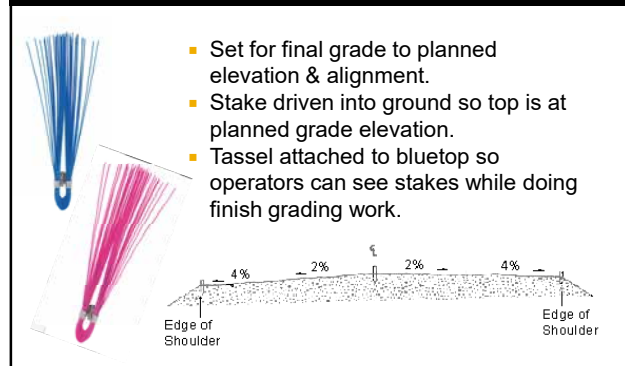 Set for final grade to planned
elevation & alignment.
Stake driven into ground so top is at
planned grade elevation.
Tassel attached to bluetop so
operators can see stakes while doing
finish grading work.
℄
4% 2% 2% 4%
Edge of
Shoulder
Edge of
Shoulder